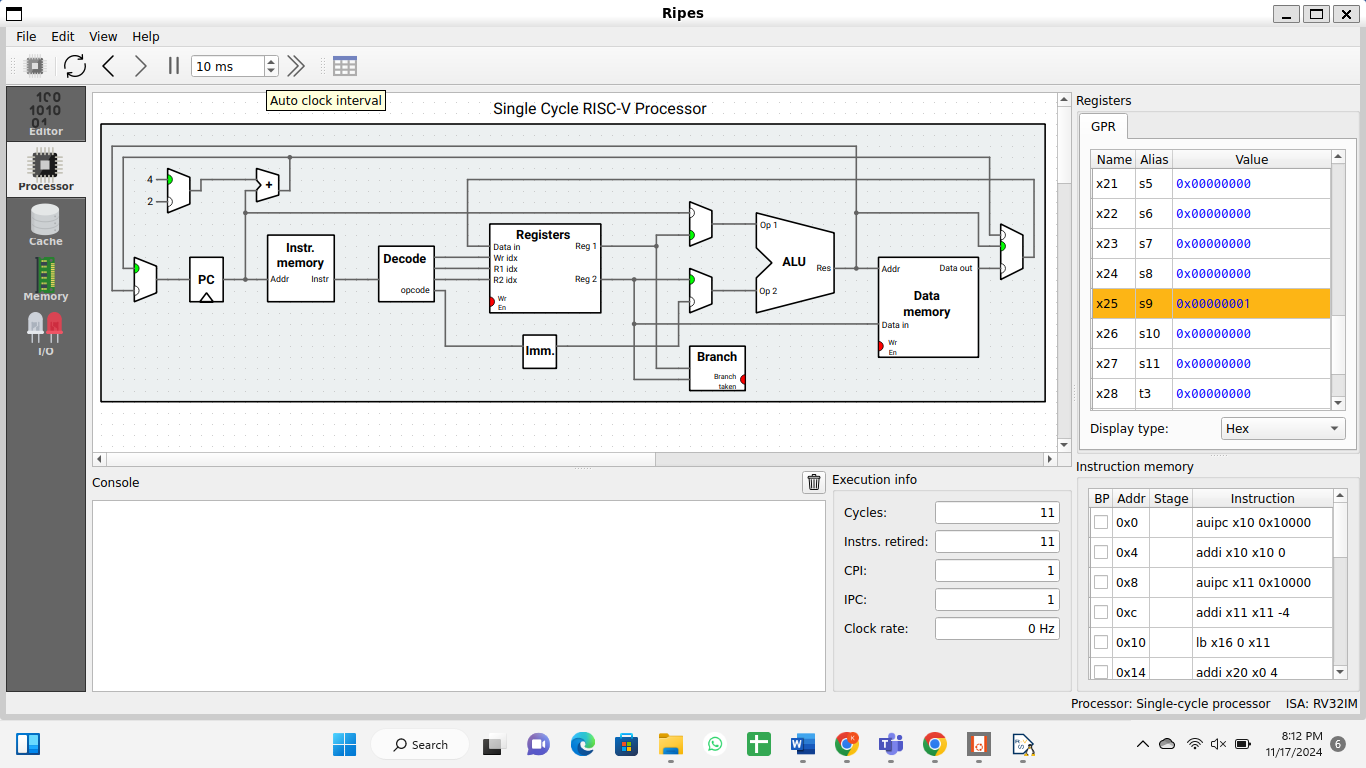 Ripes
File Edit View Help
10 ms
Auto clock interval
Editor
Processor
Cache
Memory
I/O
Single Cycle RISC-V Processor
4
2
+
PC
Instr. memory
Addr
Instr
Decode
opcode
Registers
Data in
Wr idx
R1 idx
R2 idx
Wr
En
Reg 1
Reg 2
Imm.
Op 1
ALU
Res
Op 2
Branch
Branch
taken
Addr
Data out
Data
memory
Data in
Wr
En
Registers
GPR
Name Alias Value
x21 s5 0x00000000
x22 s6 0x00000000
x23 s7 0x00000000
x24 s8 0x00000000
x25 s9 0x00000001
x26 s10 0x00000000
x27 s11 0x00000000
x28 t3 0x00000000
Display type: Hex
Console
Execution info
Cycles: 11
Instrs. retired: 11
CPI: 1
IPC: 1
Clock rate: 0 Hz
Instruction memory
BP Addr Stage Instruction
0x0 auipc x10 0x10000
0x4 addi x10 x10 0
0x8 auipc x11 0x10000
0xc addi x11 x11 -4
0x10 lb x16 0 x11
0x14 addi x20 x0 4
Processor: Single-cycle processor ISA: RV32IM
Search
8:12 PM
11/17/2024
6